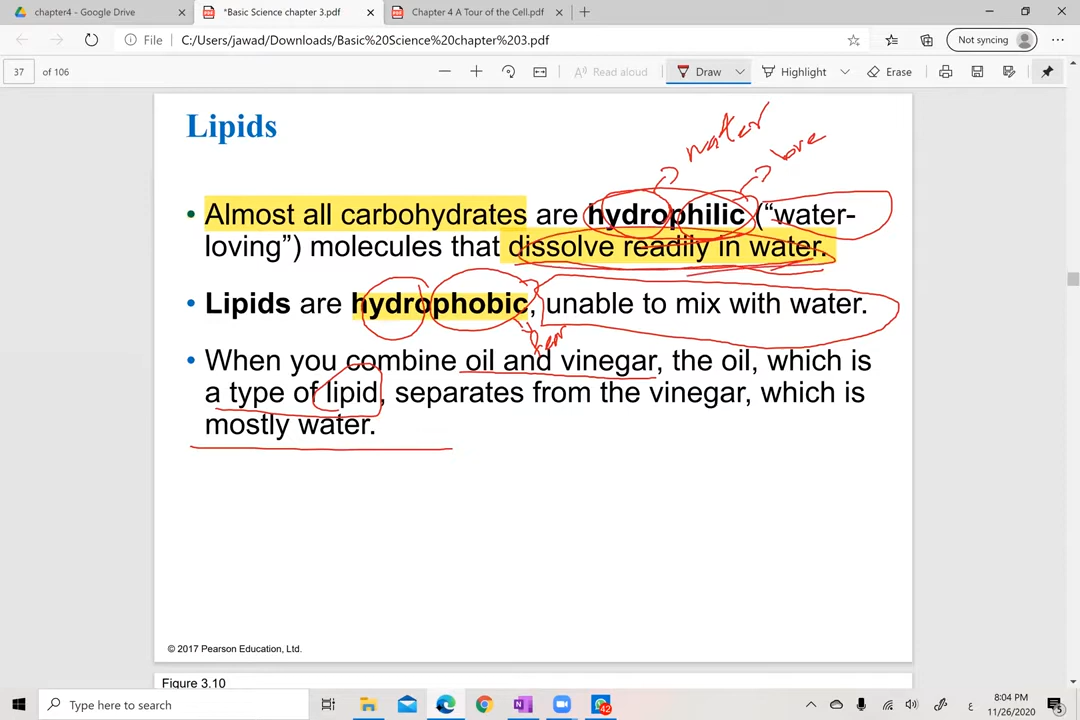 chapter4 - Google Drive
*Basic Science chapter 3.pdf
Chapter 4 A Tour of the Cell.pdf
File
C:/Users/jawad/Downloads/Basic%20Science%20chapter%203.pdf
Not syncing
37 of 106
Read aloud
Draw
Highlight
Erase
Lipids
water
love
• Almost all carbohydrates are hydrophilic (“water-
loving”) molecules that dissolve readily in water.
• Lipids are hydrophobic, unable to mix with water.
fear
• When you combine oil and vinegar, the oil, which is
a type of lipid, separates from the vinegar, which is
mostly water.
© 2017 Pearson Education, Ltd.
Figure 3.10
Type here to search
42
ع
8:04 PM
11/26/2020
5